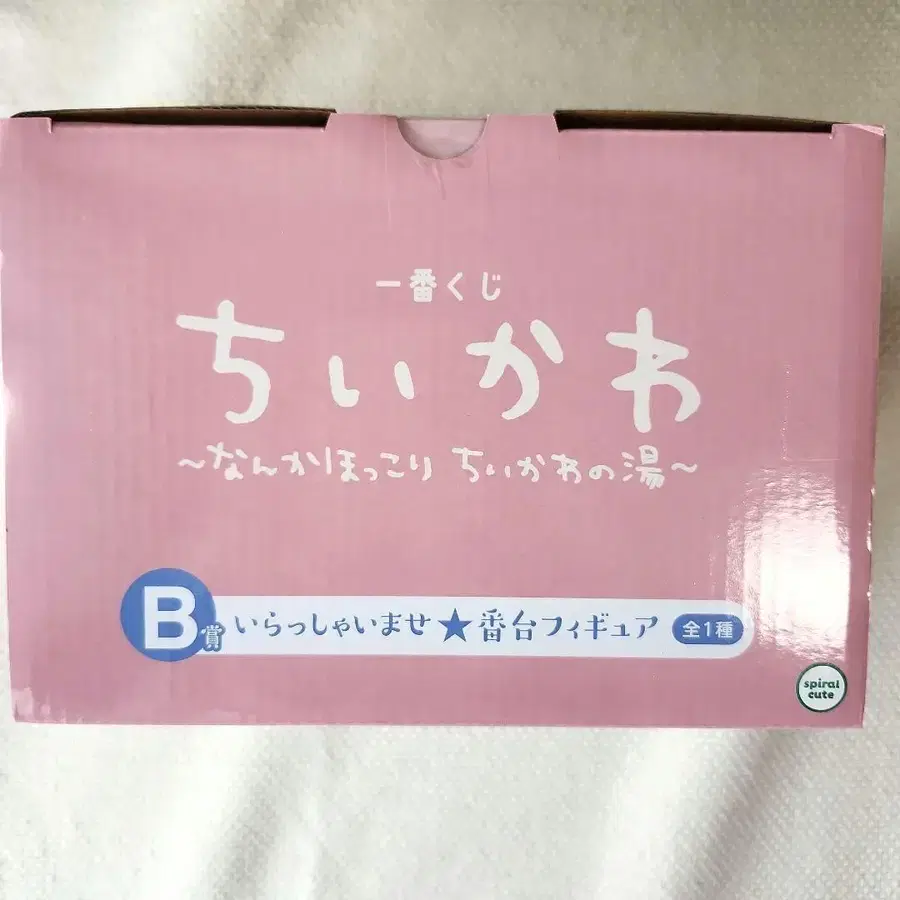 一番くじ
ちいかわ
～なんかほっこり ちいかわの湯～
B賞 いらっしゃいませ★番台フィギュア 全1種
spiral
cute